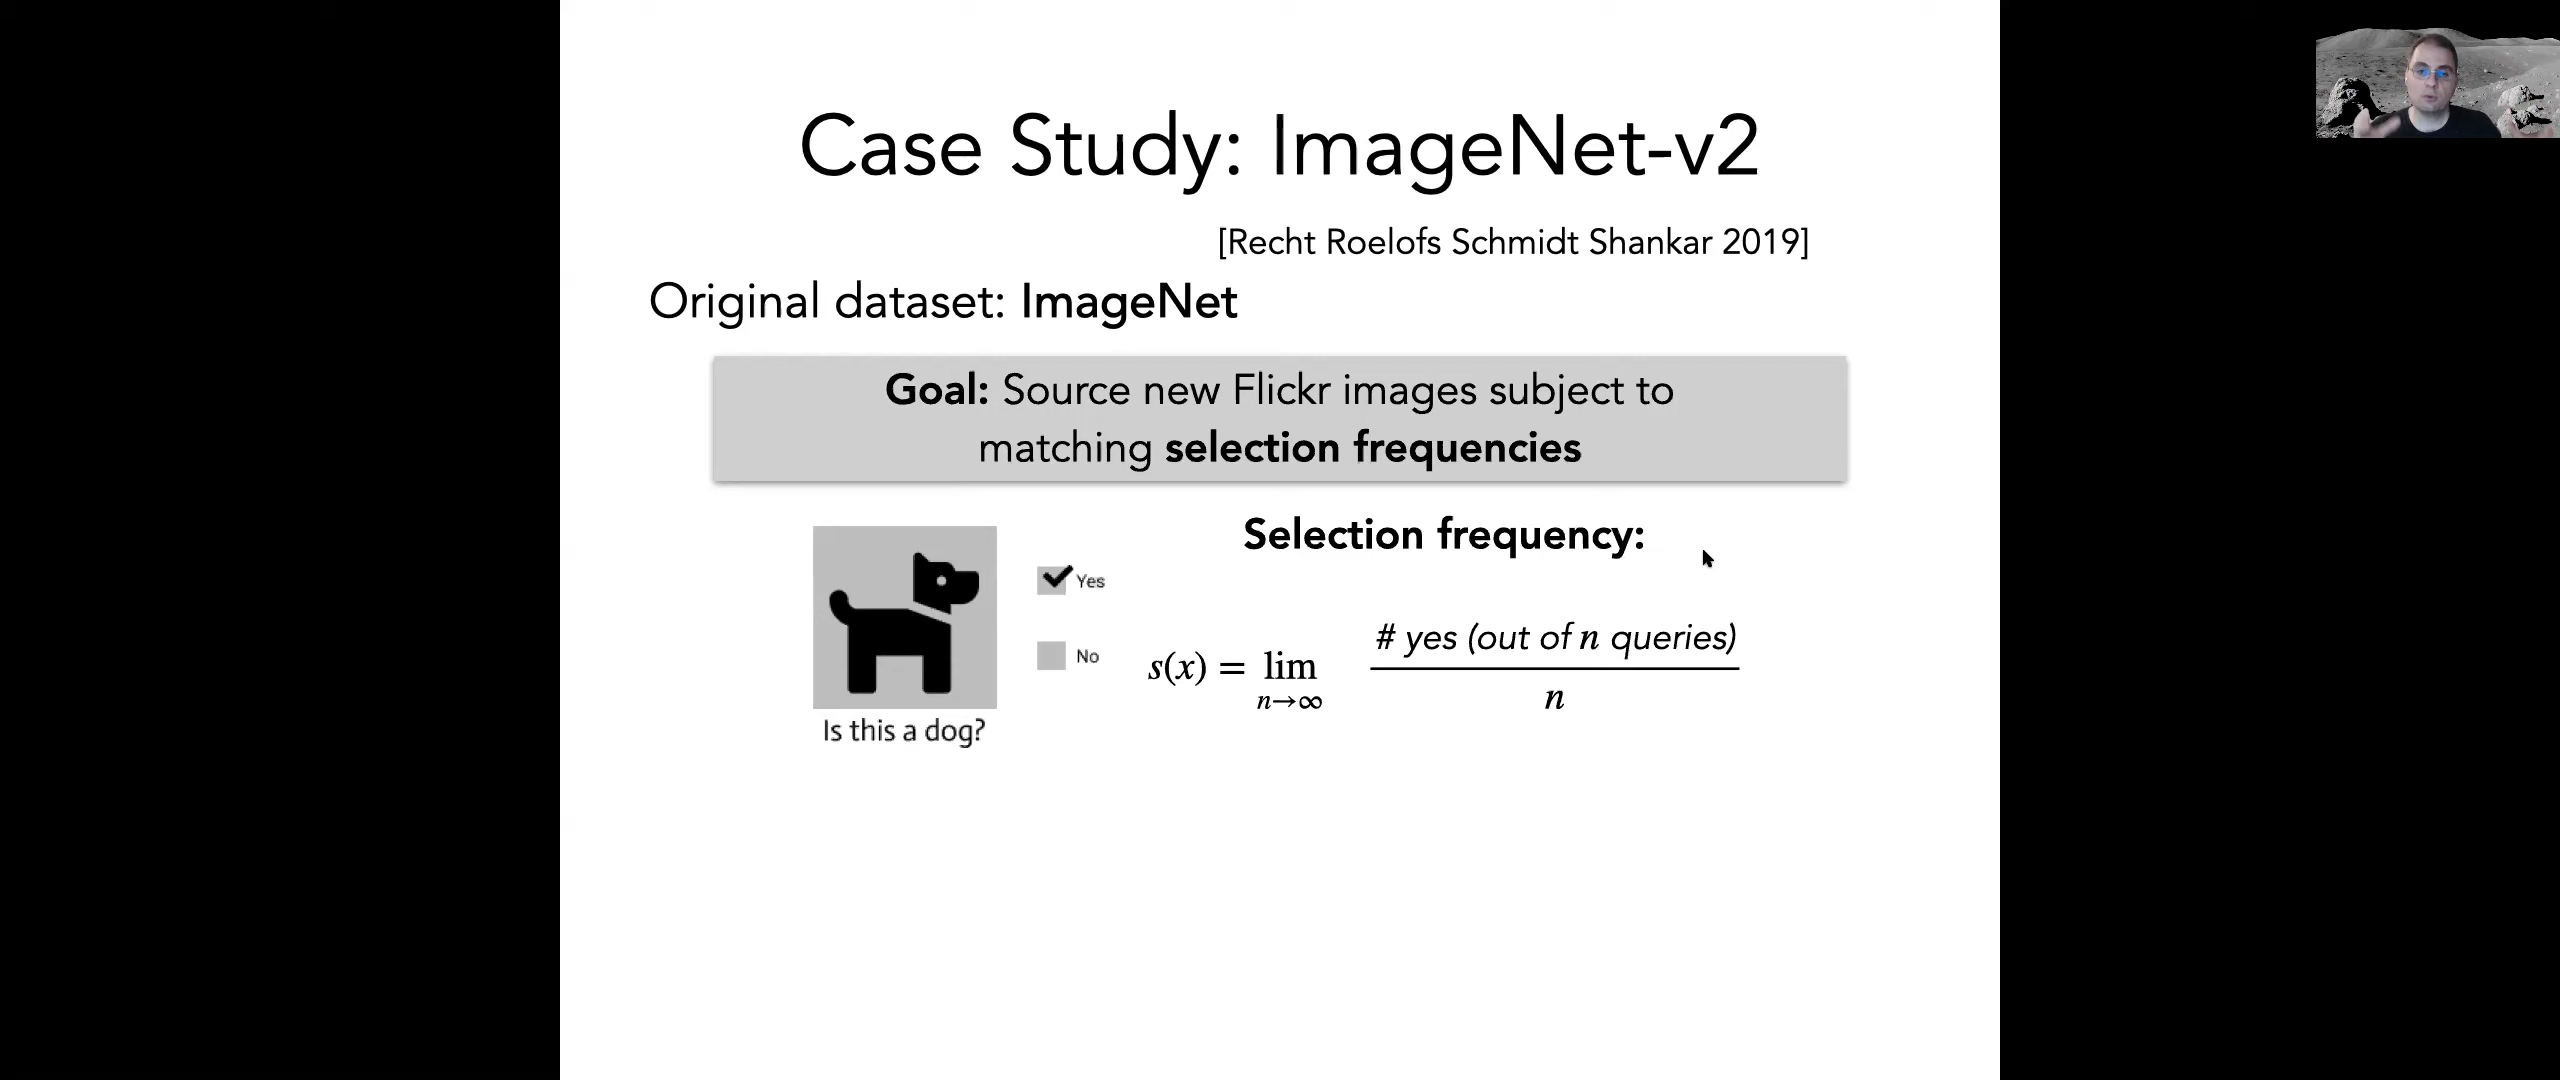 Case Study: ImageNet-v2
[Recht Roelofs Schmidt Shankar 2019]
Original dataset: ImageNet
Goal: Source new Flickr images subject to
matching selection frequencies
Selection frequency:
Yes
No
s(x) = lim n→∞ # yes (out of n queries) / n
Is this a dog?